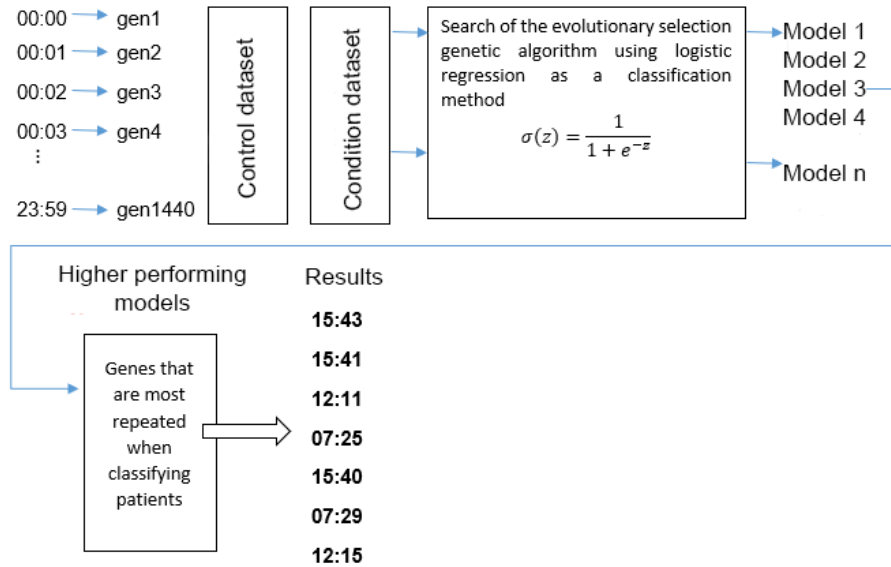 00:00 gen1
00:01 gen2
00:02 gen3
00:03 gen4
⋮
23:59 gen1440
Control dataset
Condition dataset
Search of the evolutionary selection
genetic algorithm using logistic
regression as a classification
method
σ(z) = 1 / (1 + e^{-z})
Model 1
Model 2
Model 3
Model 4
Model n
Higher performing
models
Genes that
are most
repeated
when
classifying
patients
Results
15:43
15:41
12:11
07:25
15:40
07:29
12:15